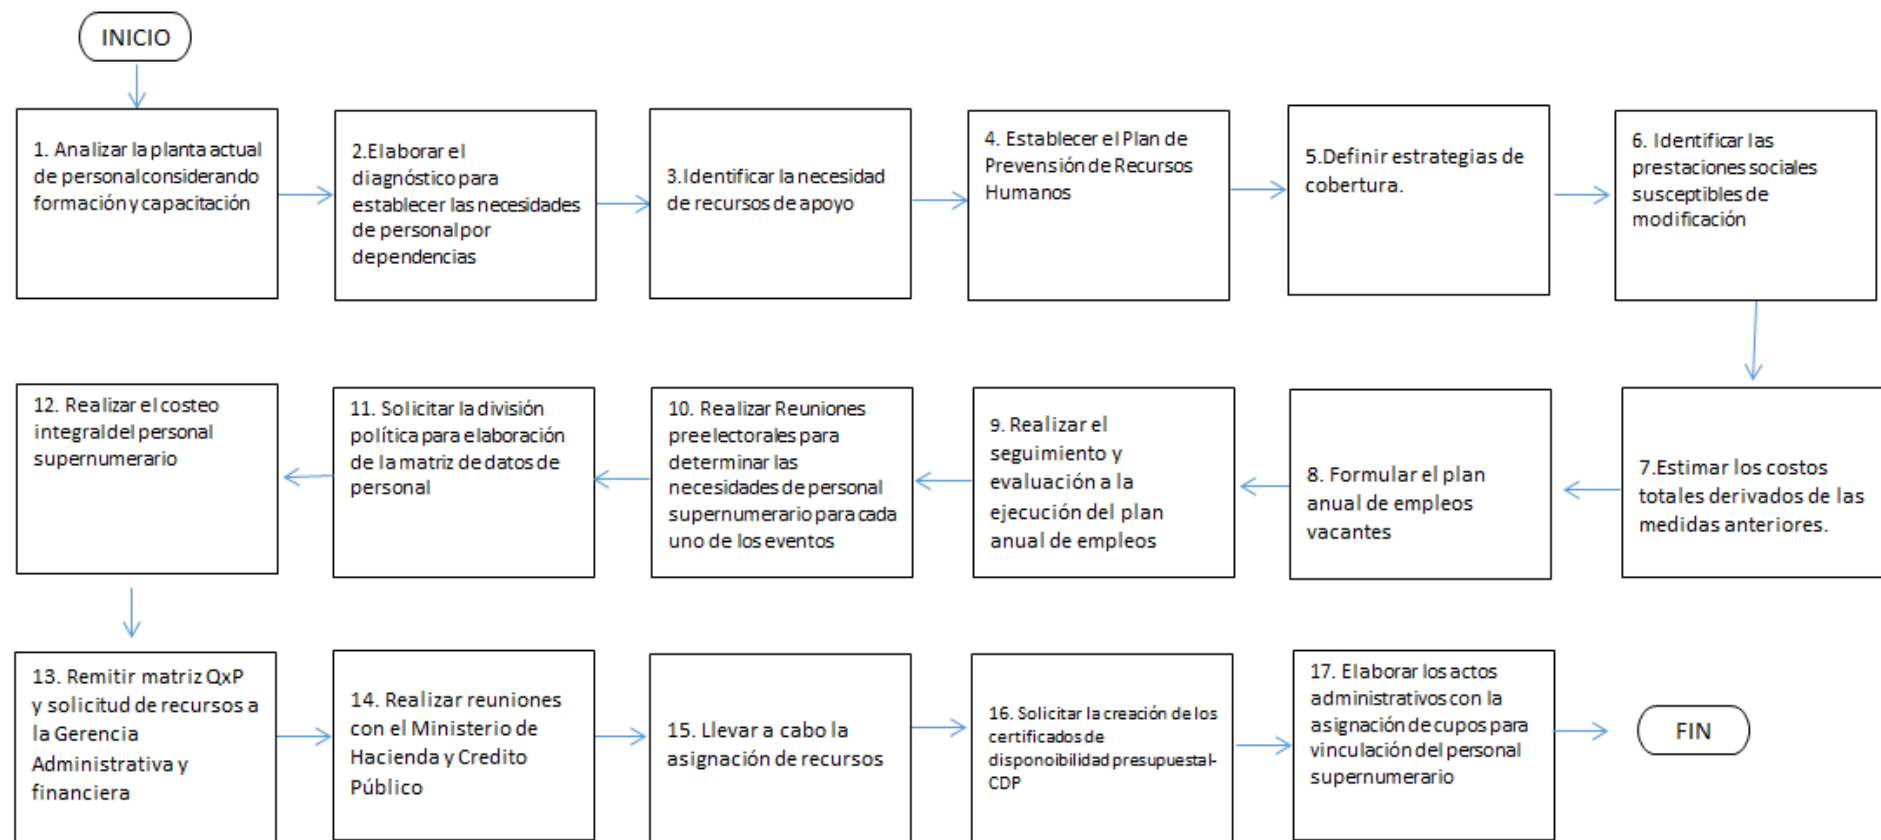 INICIO
1. Analizar la planta actual
de personal considerando
formación y capacitación
2.Elaborar el
diagnóstico para
establecer las necesidades
de personal por
dependencias
3.Identificar la necesidad
de recursos de apoyo
4. Establecer el Plan de
Prevensión de Recursos
Humanos
5.Definir estrategias de
cobertura.
6. Identificar las
prestaciones sociales
susceptibles de
modificación
7.Estimar los costos
totales derivados de las
medidas anteriores.
8. Formular el plan
anual de empleos
vacantes
9. Realizar el
seguimiento y
evaluación a la
ejecución del plan
anual de empleos
10. Realizar Reuniones
preelectorales para
determinar las
necesidades de personal
supernumerario para cada
uno de los eventos
11. Solicitar la división
política para elaboración
de la matriz de datos de
personal
12. Realizar el costeo
integral del personal
supernumerario
13. Remitir matriz QxP
y solicitud de recursos a
la Gerencia
Administrativa y
financiera
14. Realizar reuniones
con el Ministerio de
Hacienda y Credito
Público
15. Llevar a cabo la
asignación de recursos
16. Solicitar la creación de los
certificados de
disponoibilidad presupuestal-
CDP
17. Elaborar los actos
administrativos con la
asignación de cupos para
vinculación del personal
supernumerario
FIN